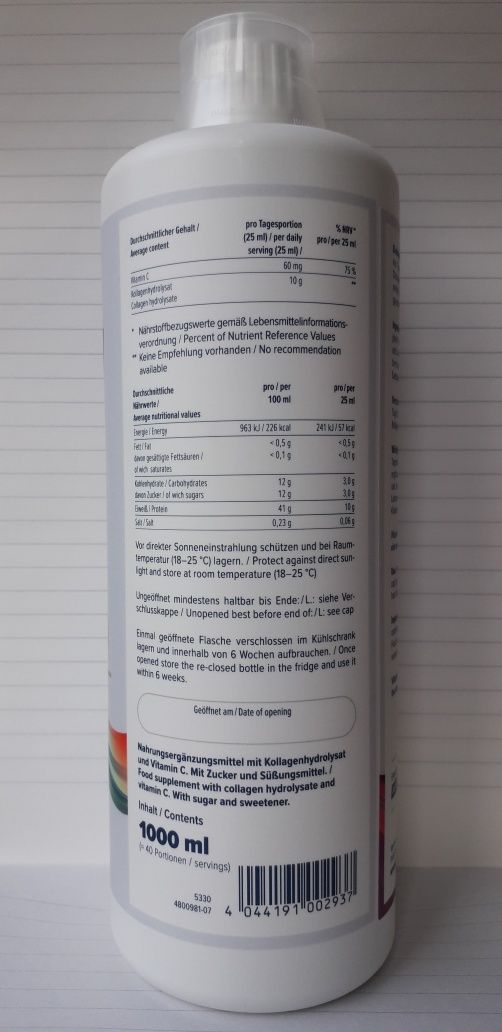 Durchschnittlicher Gehalt / pro Tagesportion % NRV*
Average content (25 ml) / per daily pro / per 25 ml
serving (25 ml) /
Vitamin C 60 mg 75 %
Kollagenhydrolysat 10 g **
Collagen hydrolysate
* Nährstoffbezugswerte gemäß Lebensmittelinformations-
verordnung / Percent of Nutrient Reference Values
** Keine Empfehlung vorhanden / No recommendation
available
Durchschnittliche pro / per pro / per
Nährwerte / 100 ml 25 ml
Average nutritional values
Energie / Energy 963 kJ / 226 kcal 241 kJ / 57 kcal
Fett / Fat < 0,5 g < 0,5 g
davon gesättigte Fettsäuren / < 0,1 g < 0,1 g
of wich saturates
Kohlenhydrate / Carbohydrates 12 g 3,0 g
davon Zucker / of wich sugars 12 g 3,0 g
Eiweiß / Protein 41 g 10 g
Salz / Salt 0,23 g 0,06 g
Vor direkter Sonneneinstrahlung schützen und bei Raum-
temperatur (18–25 °C) lagern. / Protect against direct sun-
light and store at room temperature (18–25 °C)
Ungeöffnet mindestens haltbar bis Ende: / L.: siehe Ver-
schlusskappe / Unopened best before end of: / L: see cap
Einmal geöffnete Flasche verschlossen im Kühlschrank
lagern und innerhalb von 6 Wochen aufbrauchen. / Once
opened store the re-closed bottle in the fridge and use it
within 6 weeks.
Geöffnet am / Date of opening
Nahrungsergänzungsmittel mit Kollagenhydrolysat
und Vitamin C. Mit Zucker und Süßungsmittel. /
Food supplement with collagen hydrolysate and
vitamin C. With sugar and sweetener.
Inhalt / Contents
1000 ml
(= 40 Portionen / servings)
5330
4800981-07
4 044191 002937